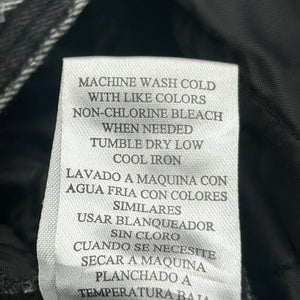 MACHINE WASH COLD
WITH LIKE COLORS
NON-CHLORINE BLEACH
WHEN NEEDED
TUMBLE DRY LOW
COOL IRON
LAVADO A MAQUINA CON
AGUA FRIA CON COLORES
SIMILARES
USAR BLANQUEADOR
SIN CLORO
CUANDO SE NECESITE
SECAR A MAQUINA
PLANCHADO A
TEMPERATURA BAJA